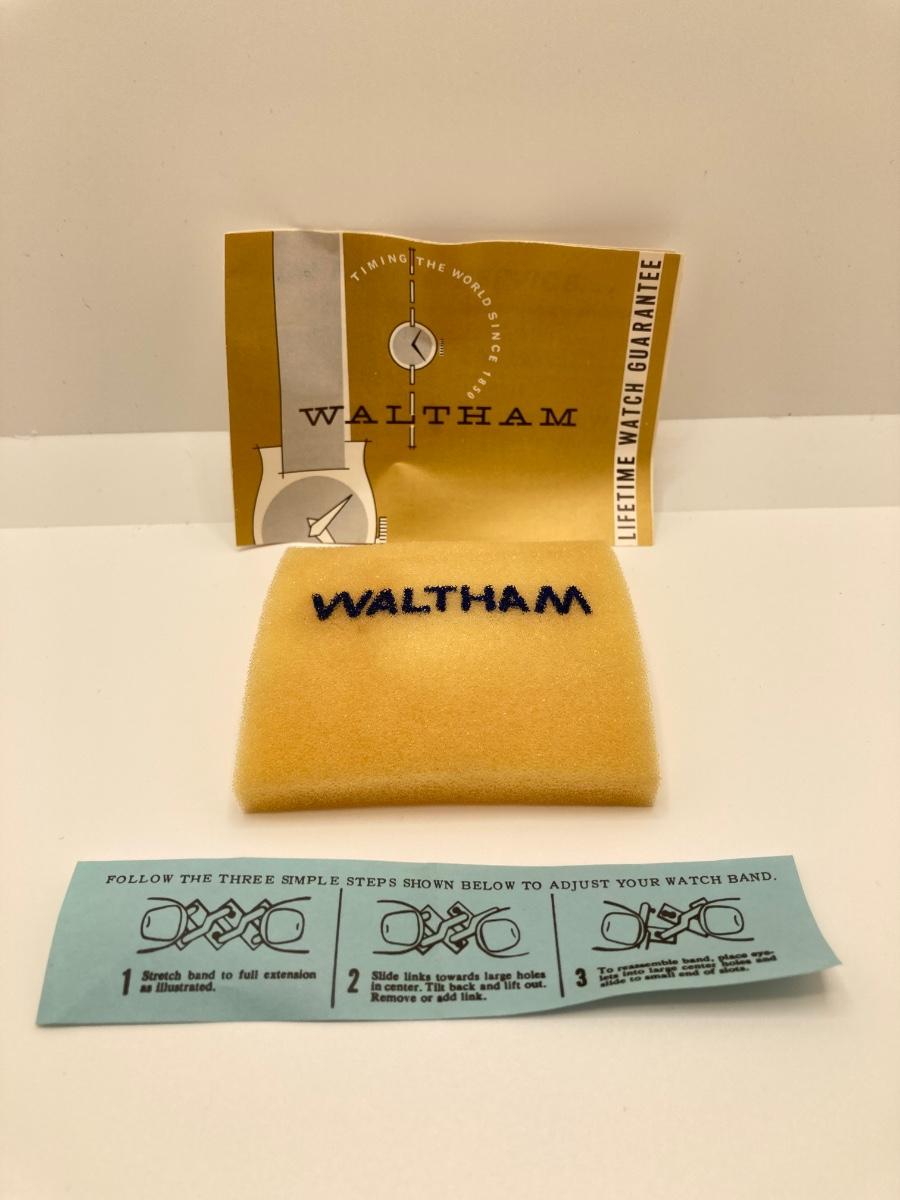 TIMING THE WORLD SINCE 1850
WALTHAM
LIFETIME WATCH GUARANTEE
WALTHAM
FOLLOW THE THREE SIMPLE STEPS SHOWN BELOW TO ADJUST YOUR WATCH BAND.
1 Stretch band to full extension
as illustrated.
2 Slide links towards large holes
in center. Tilt back and lift out.
Remove or add link.
3 To reassemble band, place eye-
lets into large center holes and
slide to small end of slots.